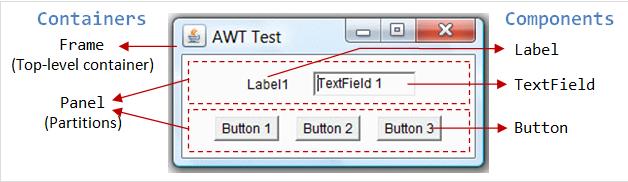 Containers
Components
Frame
(Top-level container)
AWT Test
Label
Label1
TextField 1
TextField
Panel
(Partitions)
Button 1
Button 2
Button 3
Button